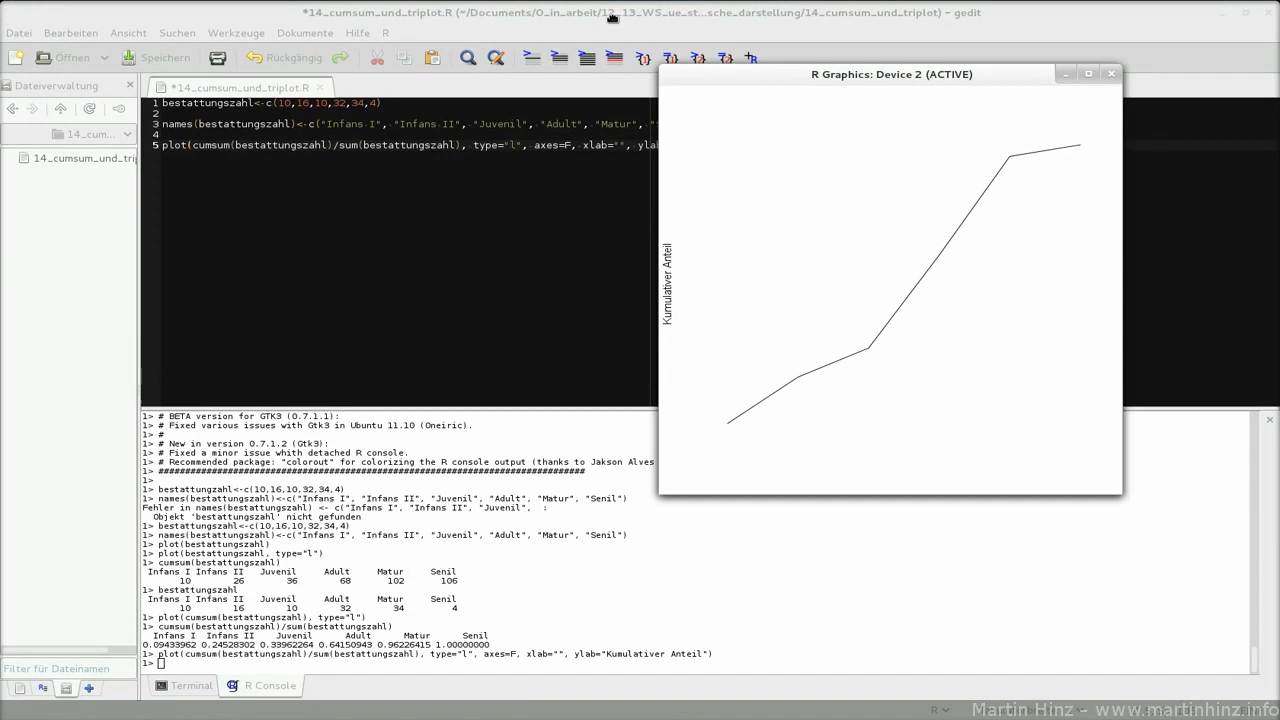 *14_cumsum_und_triplot.R (~/Documents/O_in_arbeit/12_13_WS_ue_st...sche_darstellung/14_cumsum_und_triplot) – gedit
Datei Bearbeiten Ansicht Suchen Werkzeuge Dokumente Hilfe R
Öffnen Speichern Rückgängig
R Graphics: Device 2 (ACTIVE)
Dateiverwaltung
*14_cumsum_und_triplot.R
14_cum...
14_cumsum_und_trip
1 bestattungszahl<-c(10,16,10,32,34,4)
2
3 names(bestattungszahl)<-c("Infans I", "Infans II", "Juvenil", "Adult", "Matur", "S
4
5 plot(cumsum(bestattungszahl)/sum(bestattungszahl), type="l", axes=F, xlab="", yla
Kumulativer Anteil
1> # BETA version for GTK3 (0.7.1.1):
1> # Fixed various issues with Gtk3 in Ubuntu 11.10 (Oneiric).
1> #
1> # New in version 0.7.1.2 (Gtk3):
1> # Fixed a minor issue whith detached R console.
1> # Recommended package: "colorout" for colorizing the R console output (thanks to Jakson Alves
1> ################################################################################
1>
1> bestattungzahl<-c(10,16,10,32,34,4)
1> names(bestattungszahl)<-c("Infans I", "Infans II", "Juvenil", "Adult", "Matur", "Senil")
Fehler in names(bestattungszahl) <- c("Infans I", "Infans II", "Juvenil", :
Objekt 'bestattungszahl' nicht gefunden
1> bestattungszahl<-c(10,16,10,32,34,4)
1> names(bestattungszahl)<-c("Infans I", "Infans II", "Juvenil", "Adult", "Matur", "Senil")
1> plot(bestattungszahl)
1> plot(bestattungszahl, type="l")
1> cumsum(bestattungszahl)
Infans I Infans II Juvenil Adult Matur Senil
10 26 36 68 102 106
1> bestattungszahl
Infans I Infans II Juvenil Adult Matur Senil
10 16 10 32 34 4
1> plot(cumsum(bestattungszahl), type="l")
1> cumsum(bestattungszahl)/sum(bestattungszahl)
Infans I Infans II Juvenil Adult Matur Senil
0.09433962 0.24528302 0.33962264 0.64150943 0.96226415 1.00000000
1> plot(cumsum(bestattungszahl)/sum(bestattungszahl), type="l", axes=F, xlab="", ylab="Kumulativer Anteil")
1>
Filter für Dateinamen
Terminal R Console
R
Martin Hinz – www.martinhinz.info